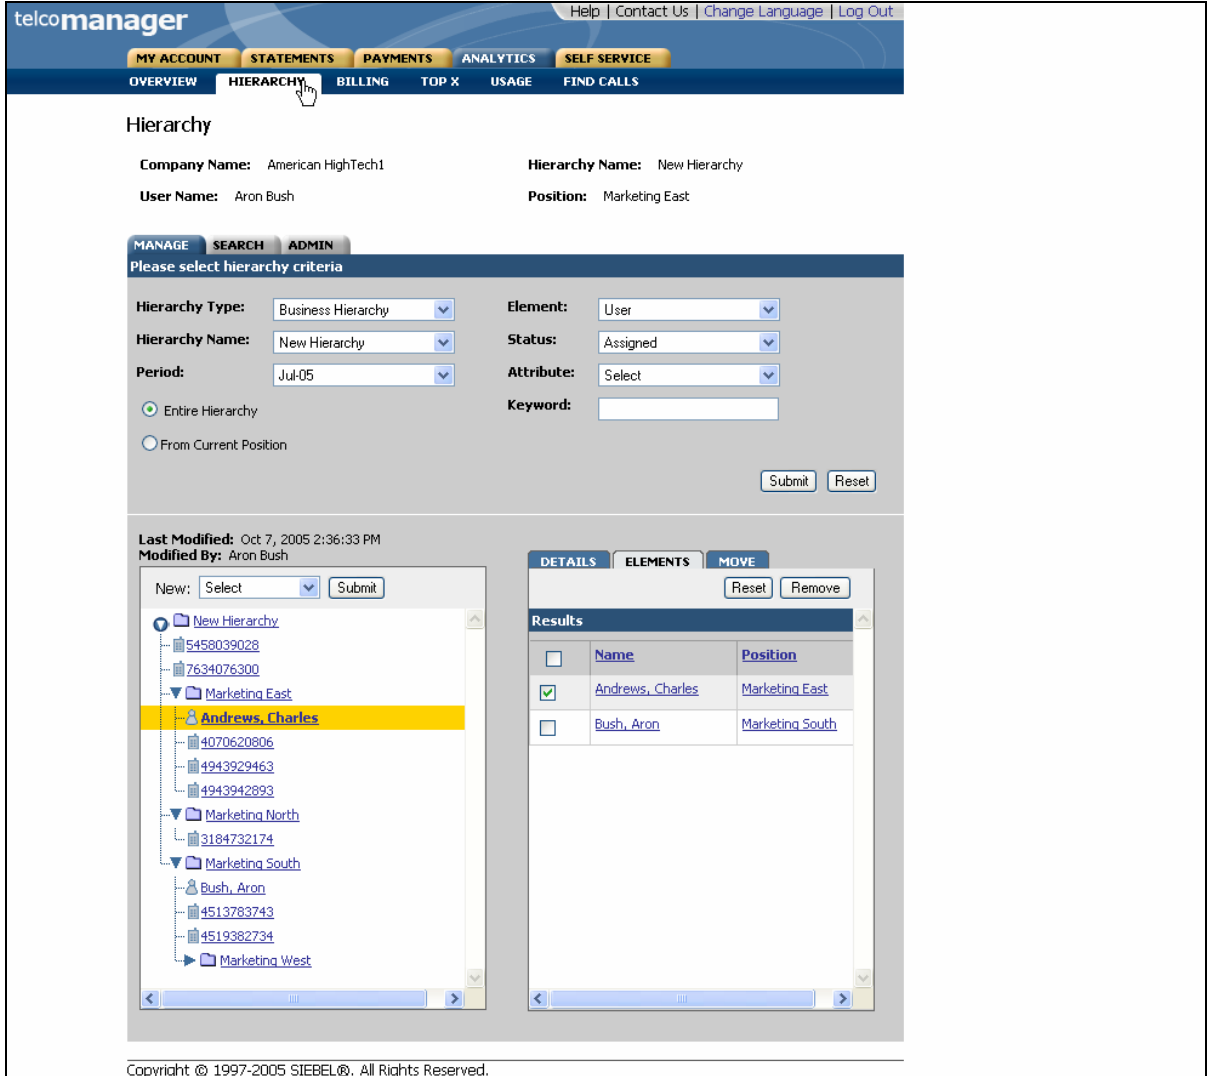 Help | Contact Us | Change Language | Log Out
telcomanager
MY ACCOUNT STATEMENTS PAYMENTS ANALYTICS SELF SERVICE
OVERVIEW HIERARCHY BILLING TOP X USAGE FIND CALLS
Hierarchy
Company Name: American HighTech1 Hierarchy Name: New Hierarchy
User Name: Aron Bush Position: Marketing East
MANAGE SEARCH ADMIN
Please select hierarchy criteria
Hierarchy Type: Business Hierarchy Element: User
Hierarchy Name: New Hierarchy Status: Assigned
Period: Jul-05 Attribute: Select
Entire Hierarchy Keyword:
From Current Position
Submit Reset
Last Modified: Oct 7, 2005 2:36:33 PM
Modified By: Aron Bush
DETAILS ELEMENTS MOVE
New: Select Submit
Reset Remove
New Hierarchy
5458039028
7634076300
Marketing East
Andrews, Charles
4070620806
4943929463
4943942893
Marketing North
3184732174
Marketing South
Bush, Aron
4513783743
4519382734
Marketing West
Results
Name Position
Andrews, Charles Marketing East
Bush, Aron Marketing South
Copyright © 1997-2005 SIEBEL®. All Rights Reserved.